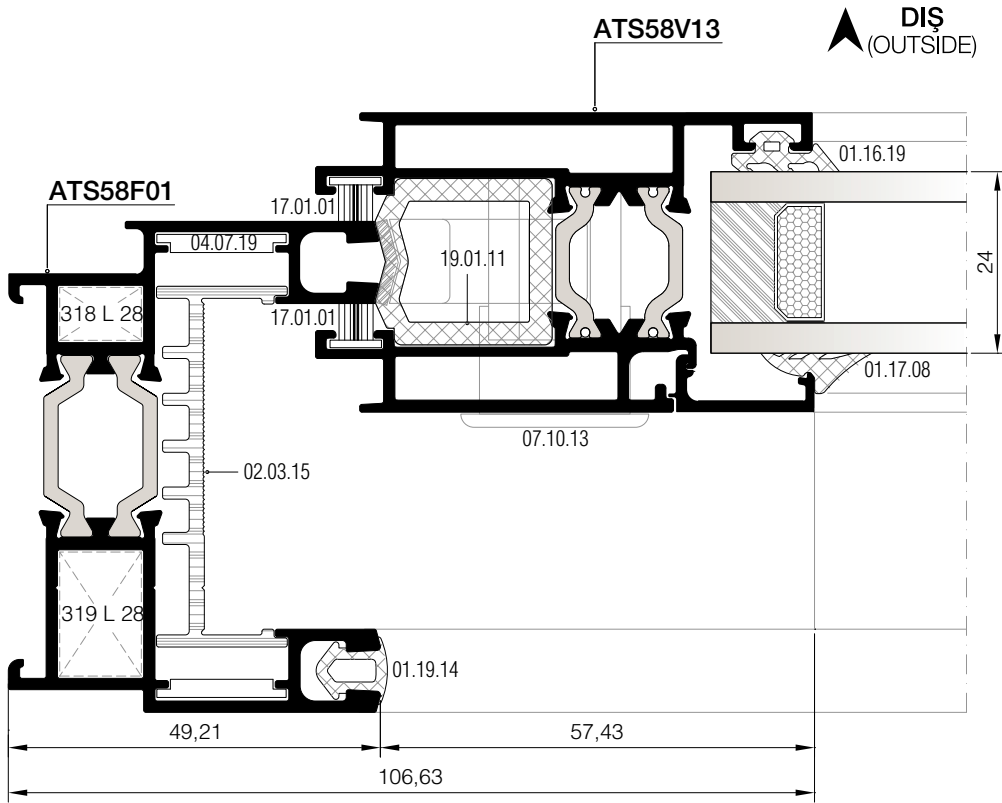 DIŞ
(OUTSIDE)
ATS58V13
01.16.19
ATS58F01
17.01.01
04.07.19
19.01.11
24
318 L 28
17.01.01
01.17.08
07.10.13
02.03.15
319 L 28
01.19.14
49,21
57,43
106,63